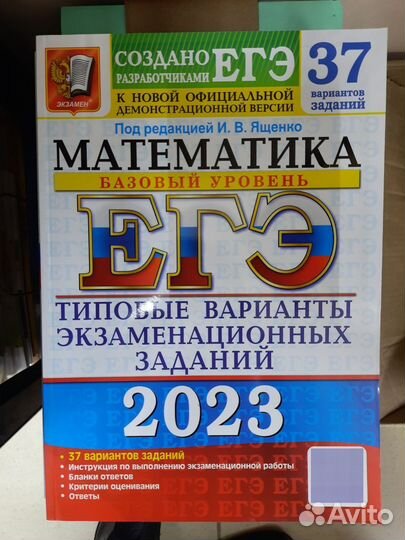 ЭКЗАМЕН
СОЗДАНО
РАЗРАБОТЧИКАМИ
ЕГЭ
К НОВОЙ ОФИЦИАЛЬНОЙ
ДЕМОНСТРАЦИОННОЙ ВЕРСИИ
37
вариантов
заданий
Под редакцией И. В. Ященко
МАТЕМАТИКА
БАЗОВЫЙ УРОВЕНЬ
ЕГЭ
ТИПОВЫЕ ВАРИАНТЫ
ЭКЗАМЕНАЦИОННЫХ
ЗАДАНИЙ
2023
• 37 вариантов заданий
• Инструкция по выполнению экзаменационной работы
• Бланки ответов
• Критерии оценивания
• Ответы
Avito